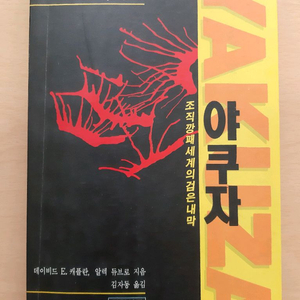 YAKUZA
야쿠자
조직깡패세계의 검은 내막
데이비드 E. 캐플란, 알렉 듀브로 지음
김자동 옮김